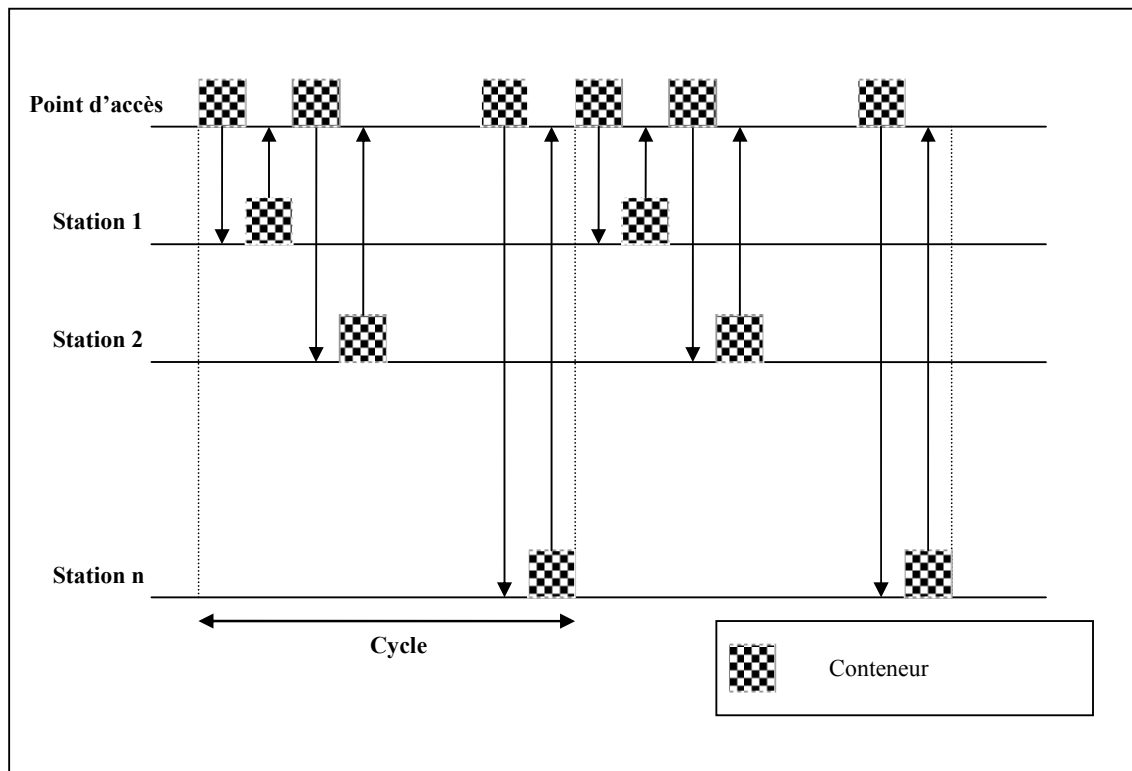 Point d’accès
Station 1
Station 2
Station n
Cycle
Conteneur